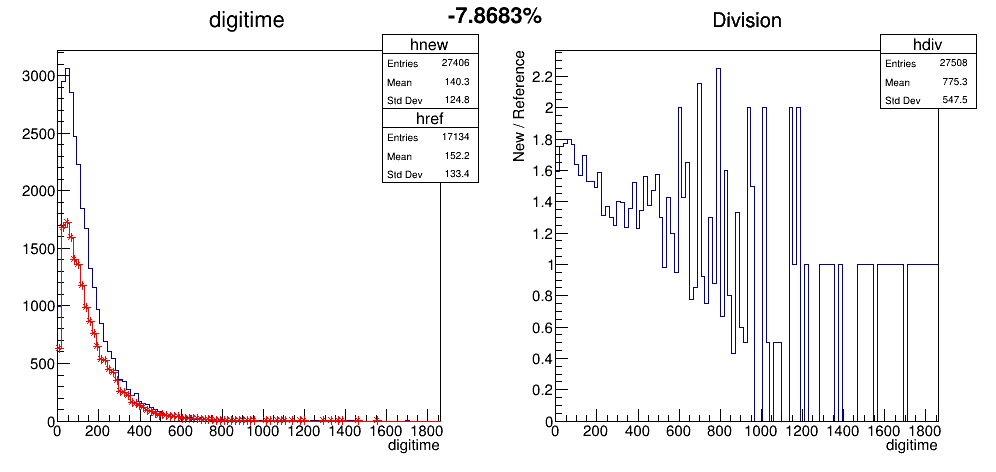 -7.8683%
digitime
hnew
Entries 27406
Mean 140.3
Std Dev 124.8
href
Entries 17134
Mean 152.2
Std Dev 133.4
3000
2500
2000
1500
1000
500
0
0 200 400 600 800 1000 1200 1400 1600 1800
digitime
Division
hdiv
Entries 27508
Mean 775.3
Std Dev 547.5
New / Reference
2.2
2
1.8
1.6
1.4
1.2
1
0.8
0.6
0.4
0.2
0
0 200 400 600 800 1000 1200 1400 1600 1800
digitime